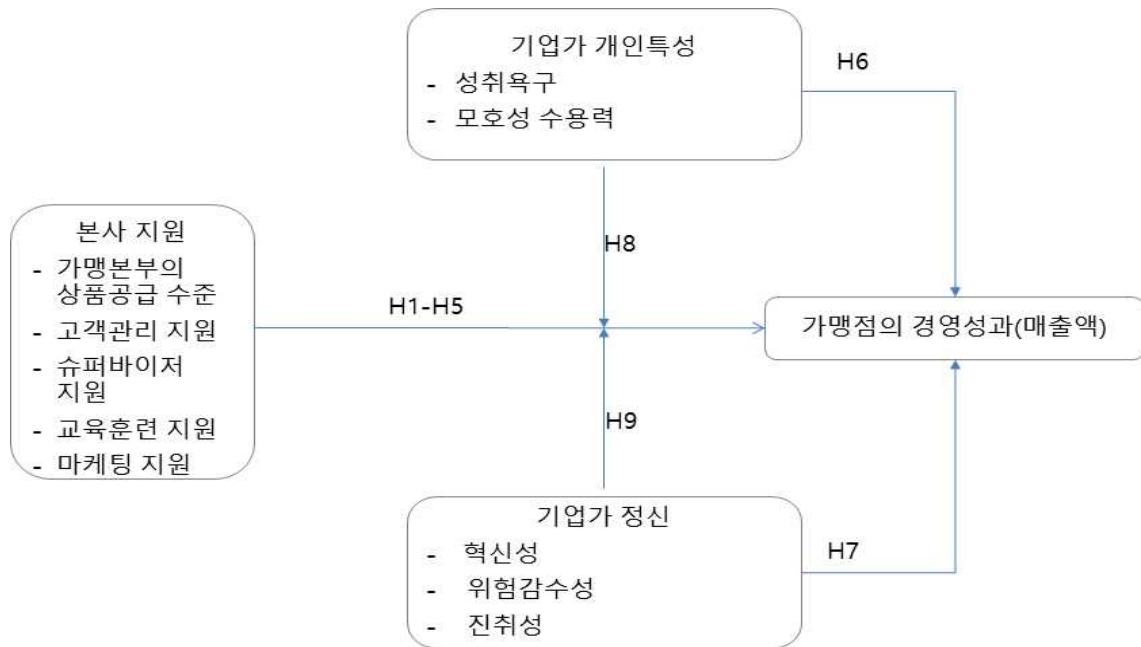 기업가 개인특성
- 성취욕구
- 모호성 수용력
H6
본사 지원
- 가맹본부의
상품공급 수준
- 고객관리 지원
- 슈퍼바이저
지원
- 교육훈련 지원
- 마케팅 지원
H1-H5
H8
H9
가맹점의 경영성과(매출액)
기업가 정신
- 혁신성
- 위험감수성
- 진취성
H7